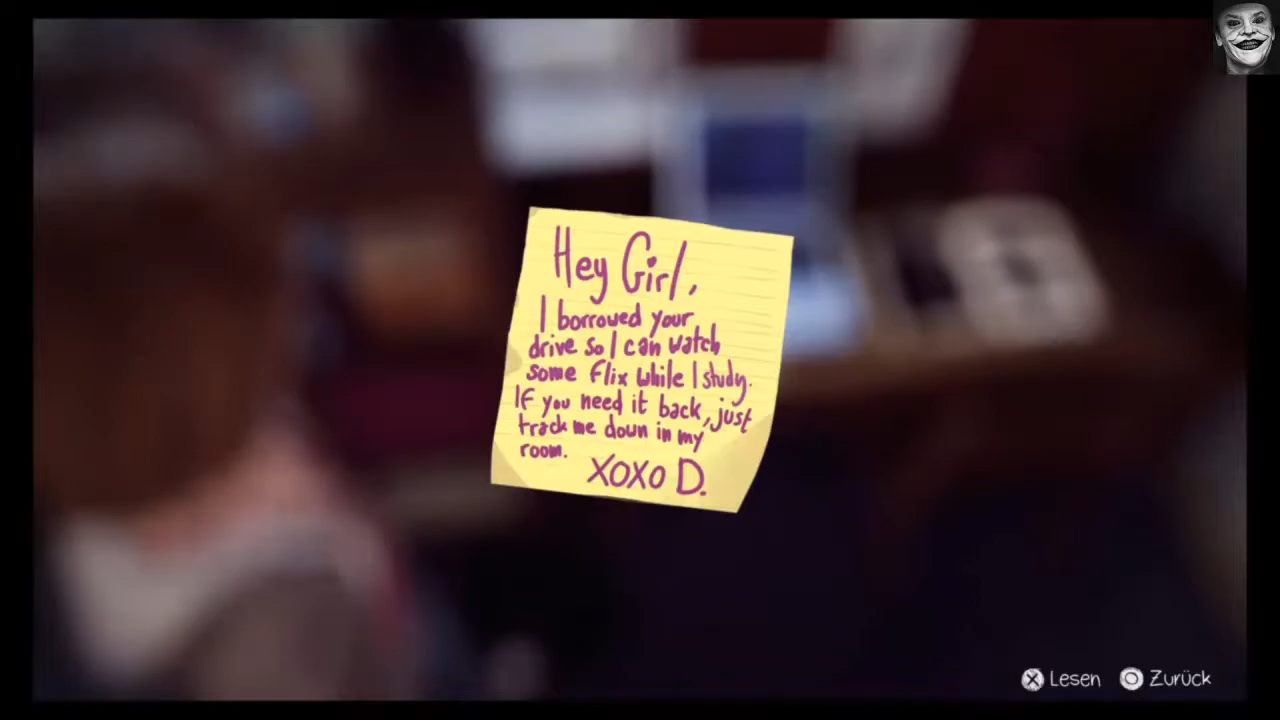 Hey Girl,
I borrowed your
drive so I can watch
some flix while I study.
If you need it back, just
track me down in my
room.
XOXO D.
Lesen
Zurück